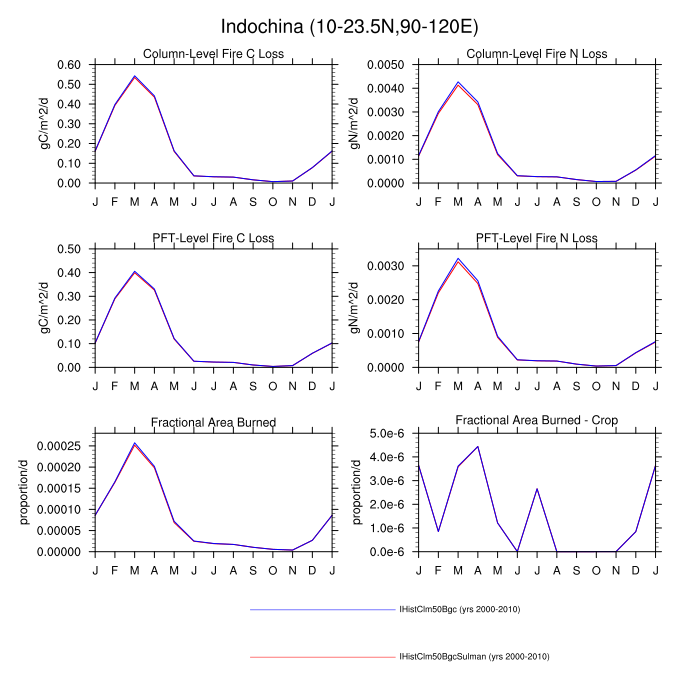 Indochina (10-23.5N,90-120E)
Column-Level Fire C Loss
gC/m^2/d
0.60
0.50
0.40
0.30
0.20
0.10
0.00
J F M A M J J A S O N D J
Column-Level Fire N Loss
gN/m^2/d
0.0050
0.0040
0.0030
0.0020
0.0010
0.0000
J F M A M J J A S O N D J
PFT-Level Fire C Loss
gC/m^2/d
0.50
0.40
0.30
0.20
0.10
0.00
J F M A M J J A S O N D J
PFT-Level Fire N Loss
gN/m^2/d
0.0030
0.0020
0.0010
0.0000
J F M A M J J A S O N D J
Fractional Area Burned
proportion/d
0.00025
0.00020
0.00015
0.00010
0.00005
0.00000
J F M A M J J A S O N D J
Fractional Area Burned - Crop
proportion/d
5.0e-6
4.0e-6
3.0e-6
2.0e-6
1.0e-6
0.0e-6
J F M A M J J A S O N D J
IHistClm50Bgc (yrs 2000-2010)
IHistClm50BgcSulman (yrs 2000-2010)